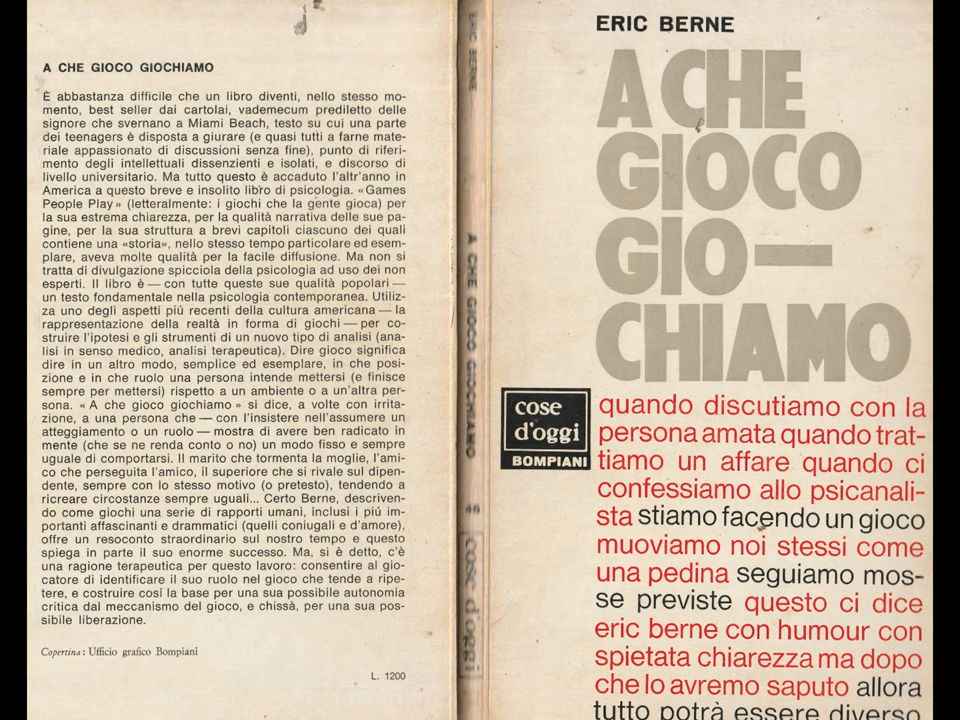 A CHE GIOCO GIOCHIAMO
È abbastanza difficile che un libro diventi, nello stesso mo-
mento, best seller dai cartolai, vademecum prediletto delle
signore che svernano a Miami Beach, testo su cui una parte
dei teenagers è disposta a giurare (e quasi tutti a farne mate-
riale appassionato di discussioni senza fine), punto di riferi-
mento degli intellettuali dissenzienti e isolati, e discorso di
livello universitario. Ma tutto questo è accaduto l'altr'anno in
America a questo breve e insolito libro di psicologia. «Games
People Play» (letteralmente: i giochi che la gente gioca) per
la sua estrema chiarezza, per la qualità narrativa delle sue pa-
gine, per la sua struttura a brevi capitoli ciascuno dei quali
contiene una «storia», nello stesso tempo particolare ed esem-
plare, aveva molte qualità per la facile diffusione. Ma non si
tratta di divulgazione spicciola della psicologia ad uso dei non
esperti. Il libro è — con tutte queste sue qualità popolari —
un testo fondamentale nella psicologia contemporanea. Utiliz-
za uno degli aspetti piú recenti della cultura americana — la
rappresentazione della realtà in forma di giochi — per co-
struire l'ipotesi e gli strumenti di un nuovo tipo di analisi (ana-
lisi in senso medico, analisi terapeutica). Dire gioco significa
dire in un altro modo, semplice ed esemplare, in che posi-
zione e in che ruolo una persona intende mettersi (e finisce
sempre per mettersi) rispetto a un ambiente o a un'altra per-
sona. «A che gioco giochiamo» si dice, a volte con irrita-
zione, a una persona che — con l'insistere nell'assumere un
atteggiamento o un ruolo — mostra di avere ben radicato in
mente (che se ne renda conto o no) un modo fisso e sempre
uguale di comportarsi. Il marito che tormenta la moglie, l'ami-
co che perseguita l'amico, il superiore che si rivale sul dipen-
dente, sempre con lo stesso motivo (o pretesto), tendendo a
ricreare circostanze sempre uguali... Certo Berne, descriven-
do come giochi una serie di rapporti umani, inclusi i piú im-
portanti affascinanti e drammatici (quelli coniugali e d'amore),
offre un resoconto straordinario sul nostro tempo e questo
spiega in parte il suo enorme successo. Ma, si è detto, c'è
una ragione terapeutica per questo lavoro: consentire al gio-
catore di identificare il suo ruolo nel gioco che tende a ripe-
tere, e costruire cosí la base per una sua possibile autonomia
critica dal meccanismo del gioco, e chissà, per una sua pos-
sibile liberazione.
Copertina: Ufficio grafico Bompiani
L. 1200
ERIC BERNE
A CHE GIOCO GIOCHIAMO
46
cose d'oggi
ERIC BERNE
A CHE
GIOCO
GIO—
CHIAMO
cose
d'oggi
BOMPIANI
quando discutiamo con la
persona amata quando trat-
tiamo un affare quando ci
confessiamo allo psicanali-
sta stiamo facendo un gioco
muoviamo noi stessi come
una pedina seguiamo mos-
se previste questo ci dice
eric berne con humour con
spietata chiarezza ma dopo
che lo avremo saputo allora
tutto potrà essere diverso